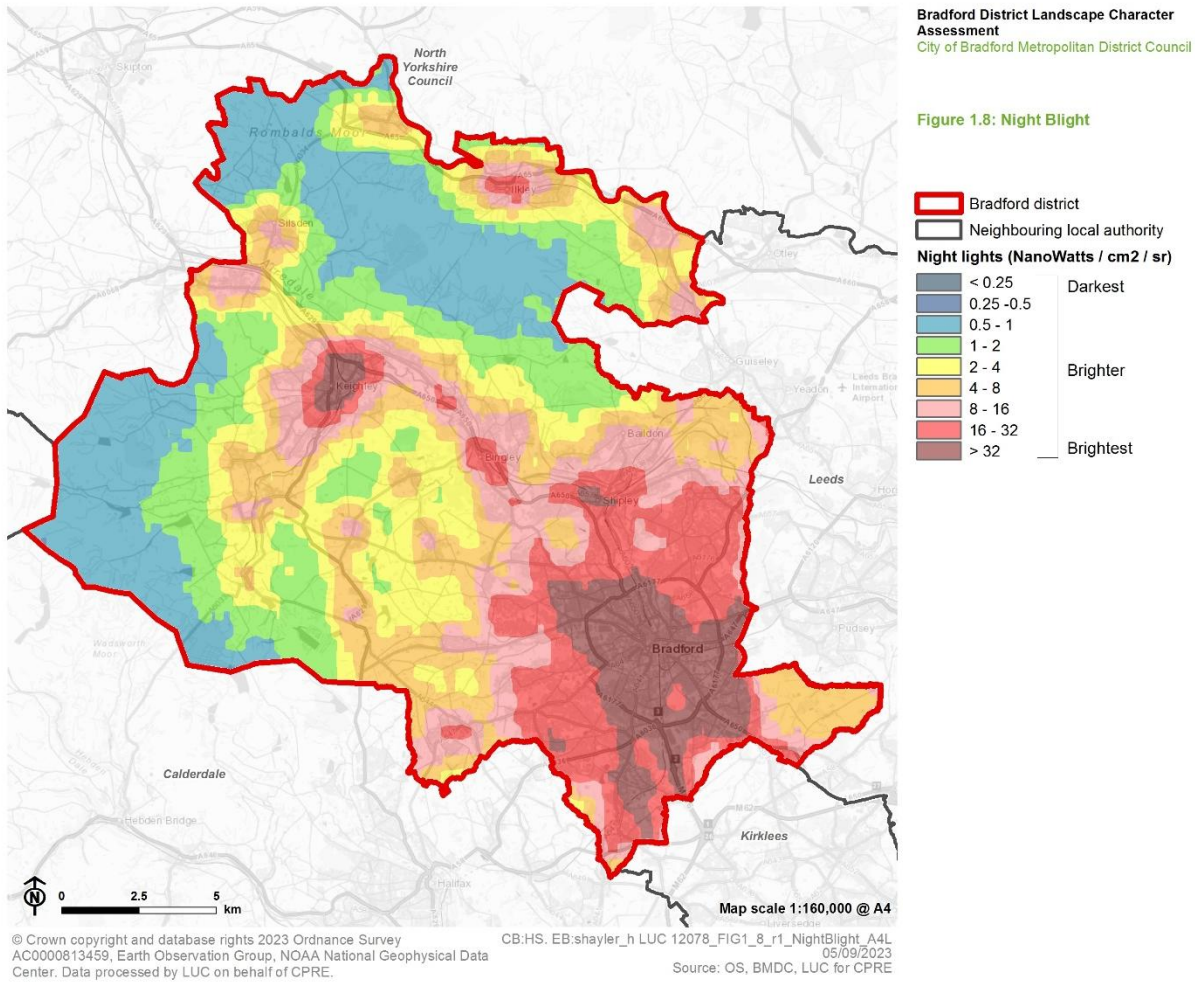 Bradford District Landscape Character
Assessment
City of Bradford Metropolitan District Council
Figure 1.8: Night Blight
Bradford district
Neighbouring local authority
Night lights (NanoWatts / cm2 / sr)
< 0.25
Darkest
0.25 -0.5
0.5 - 1
1 - 2
2 - 4
Brighter
4 - 8
8 - 16
16 - 32
> 32
Brightest
North
Yorkshire
Council
Skipton
Rombalds Moor
Ilkley
Silsden
Otley
Airedale
Guiseley
Yeadon
Keighley
Baildon
Bingley
Leeds
Shipley
Pudsey
Wadsworth
Moor
Bradford
Calderdale
Hebden Bridge
Kirklees
M62
Halifax
Liversedge
N
0
2.5
5
km
Map scale 1:160,000 @ A4
© Crown copyright and database rights 2023 Ordnance Survey
AC0000813459, Earth Observation Group, NOAA National Geophysical Data
Center. Data processed by LUC on behalf of CPRE.
CB:HS. EB:shayler_h LUC 12078_FIG1_8_r1_NightBlight_A4L
05/09/2023
Source: OS, BMDC, LUC for CPRE